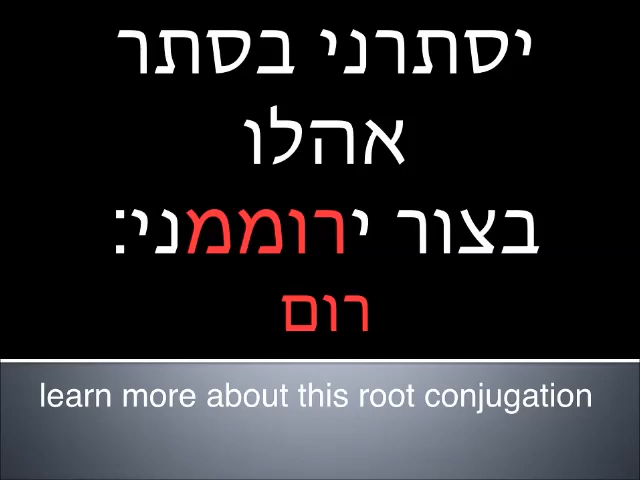 יסתרני בסתר
אהלו
בצור ירוממני:
רום
learn more about this root conjugation